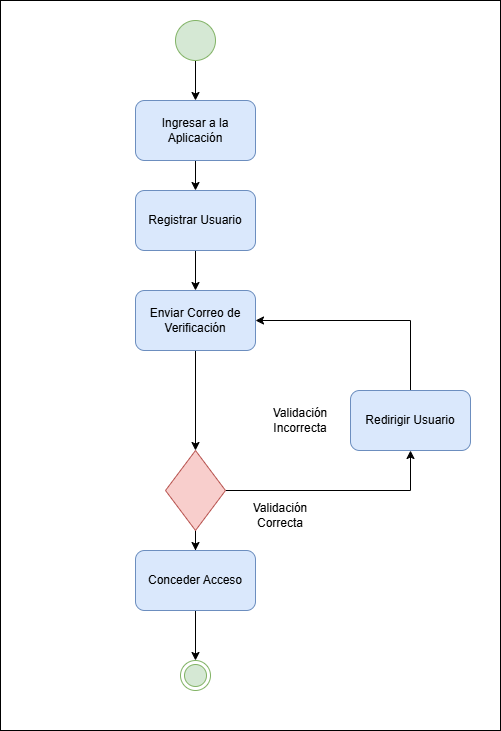 Ingresar a la
Aplicación
Registrar Usuario
Enviar Correo de
Verificación
Validación
Incorrecta
Redirigir Usuario
Validación
Correcta
Conceder Acceso